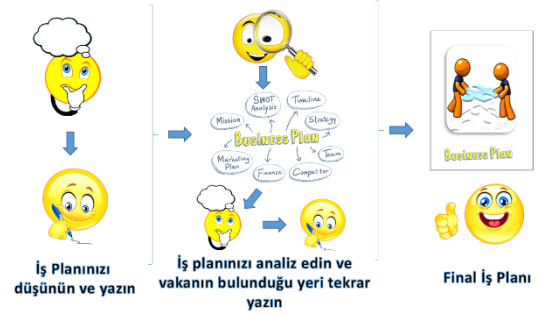 SWOT
Analysis
Timeline
Mission
Strategy
Business Plan
Marketing
Plan
Team
Finance
Competitor
Business Plan
İş Planınızı
düşünün ve yazın
İş planınızı analiz edin ve
vakanın bulunduğu yeri tekrar
yazın
Final İş Planı